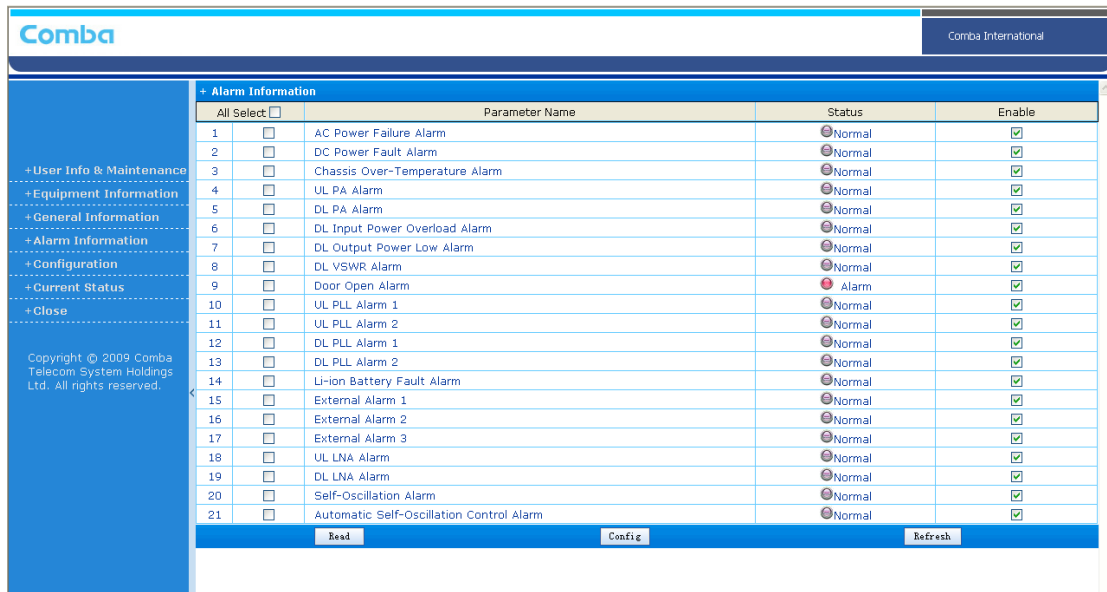 Comba
Comba International
+User Info & Maintenance
+Equipment Information
+General Information
+Alarm Information
+Configuration
+Current Status
+Close
Copyright © 2009 Comba
Telecom System Holdings
Ltd. All rights reserved.
+ Alarm Information
All Select Parameter Name Status Enable
1 AC Power Failure Alarm Normal
2 DC Power Fault Alarm Normal
3 Chassis Over-Temperature Alarm Normal
4 UL PA Alarm Normal
5 DL PA Alarm Normal
6 DL Input Power Overload Alarm Normal
7 DL Output Power Low Alarm Normal
8 DL VSWR Alarm Normal
9 Door Open Alarm Alarm
10 UL PLL Alarm 1 Normal
11 UL PLL Alarm 2 Normal
12 DL PLL Alarm 1 Normal
13 DL PLL Alarm 2 Normal
14 Li-ion Battery Fault Alarm Normal
15 External Alarm 1 Normal
16 External Alarm 2 Normal
17 External Alarm 3 Normal
18 UL LNA Alarm Normal
19 DL LNA Alarm Normal
20 Self-Oscillation Alarm Normal
21 Automatic Self-Oscillation Control Alarm Normal
Read Config Refresh